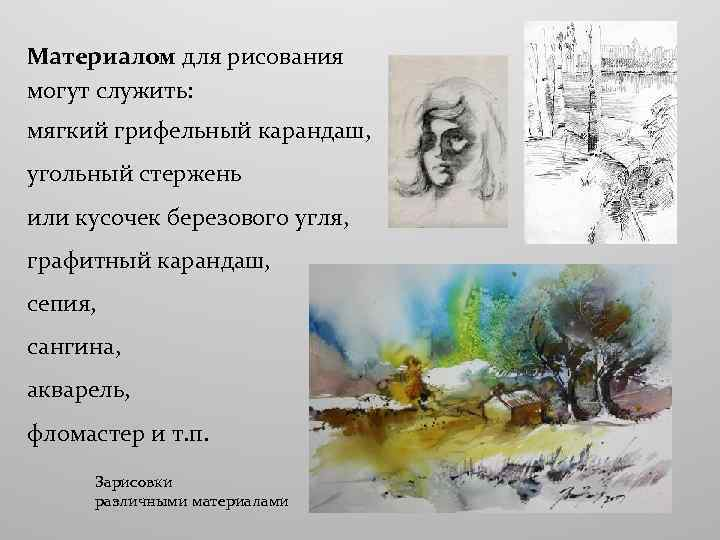 Материалом для рисования
могут служить:
мягкий грифельный карандаш,
угольный стержень
или кусочек березового угля,
графитный карандаш,
сепия,
сангина,
акварель,
фломастер и т.п.
Зарисовки
различными материалами